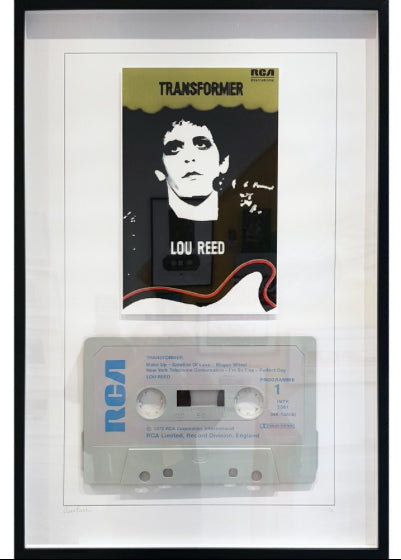 RCA
TRANSFORMER
LOU REED
RCA
TRANSFORMER
Make Up - Satellite Of Love - Wagon Wheel
New York Telephone Conversation - I'm So Free - Perfect Day
LOU REED
PROGRAMME
1
© 1972 RCA Corporation International
RCA Limited, Record Division, England